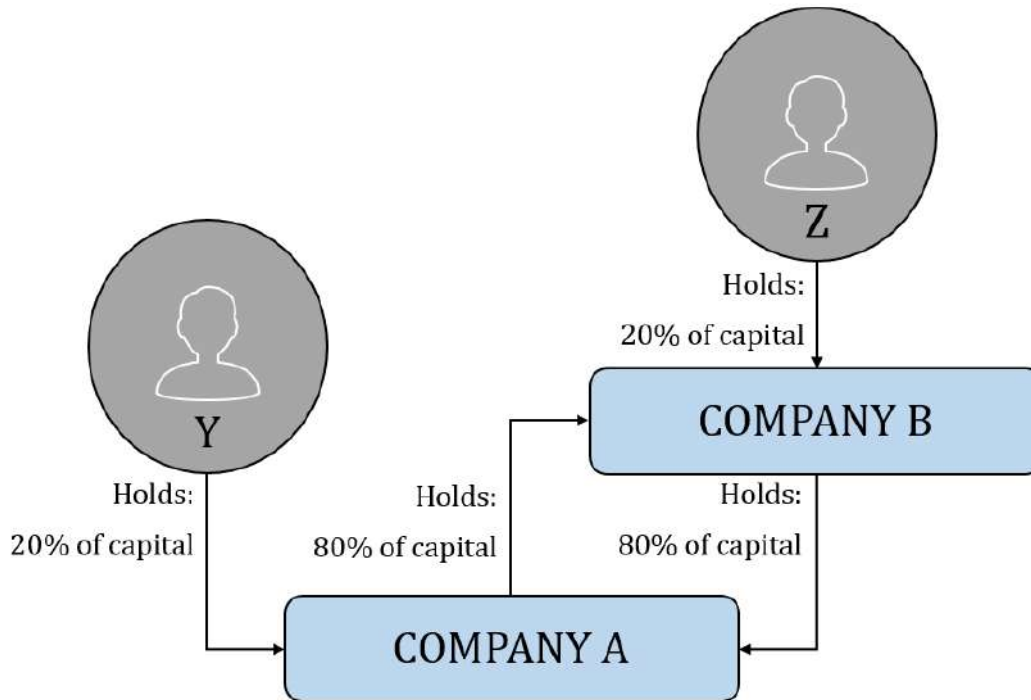 Z
Holds:
20% of capital
COMPANY B
Y
Holds:
20% of capital
Holds:
80% of capital
Holds:
80% of capital
COMPANY A